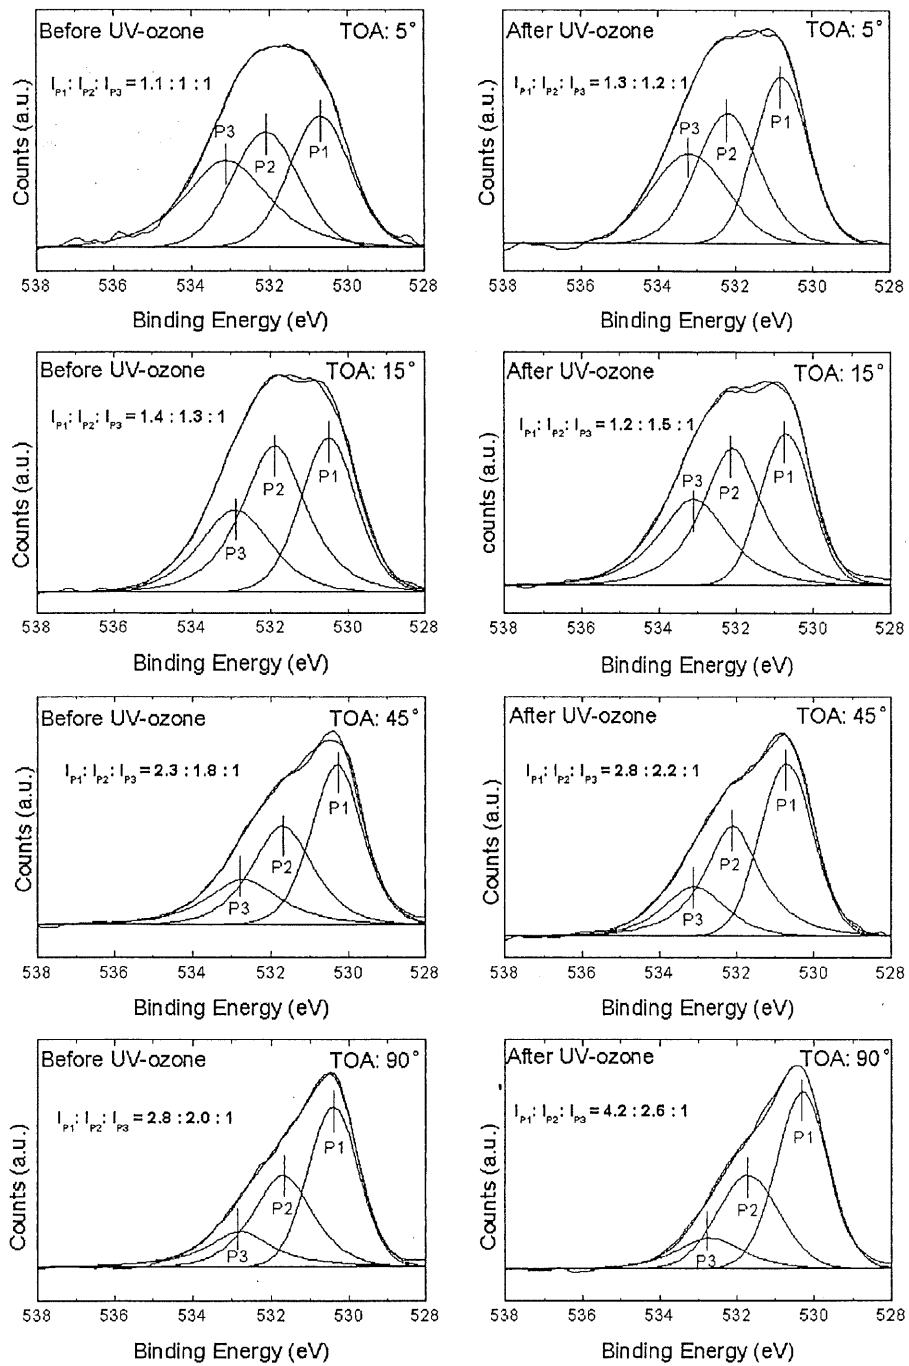 Before UV-ozone TOA: 5°
I_P1: I_P2: I_P3 = 1.1 : 1 : 1
P3
P2
P1
Counts (a.u.)
538 536 534 532 530 528
Binding Energy (eV)
After UV-ozone TOA: 5°
I_P1: I_P2: I_P3 = 1.3 : 1.2 : 1
P3
P2
P1
Counts (a.u.)
538 536 534 532 530 528
Binding Energy (eV)
Before UV-ozone TOA: 15°
I_P1: I_P2: I_P3 = 1.4 : 1.3 : 1
P3
P2
P1
Counts (a.u.)
538 536 534 532 530 528
Binding Energy (eV)
After UV-ozone TOA: 15°
I_P1: I_P2: I_P3 = 1.2 : 1.5 : 1
P3
P2
P1
counts (a.u.)
538 536 534 532 530 528
Binding Energy (eV)
Before UV-ozone TOA: 45°
I_P1: I_P2: I_P3 = 2.3 : 1.8 : 1
P3
P2
P1
Counts (a.u.)
538 536 534 532 530 528
Binding Energy (eV)
After UV-ozone TOA: 45°
I_P1: I_P2: I_P3 = 2.8 : 2.2 : 1
P3
P2
P1
Counts (a.u.)
538 536 534 532 530 528
Binding Energy (eV)
Before UV-ozone TOA: 90°
I_P1: I_P2: I_P3 = 2.8 : 2.0 : 1
P3
P2
P1
Counts (a.u.)
538 536 534 532 530 528
Binding Energy (eV)
After UV-ozone TOA: 90°
I_P1: I_P2: I_P3 = 4.2 : 2.6 : 1
P3
P2
P1
Counts (a.u.)
538 536 534 532 530 528
Binding Energy (eV)